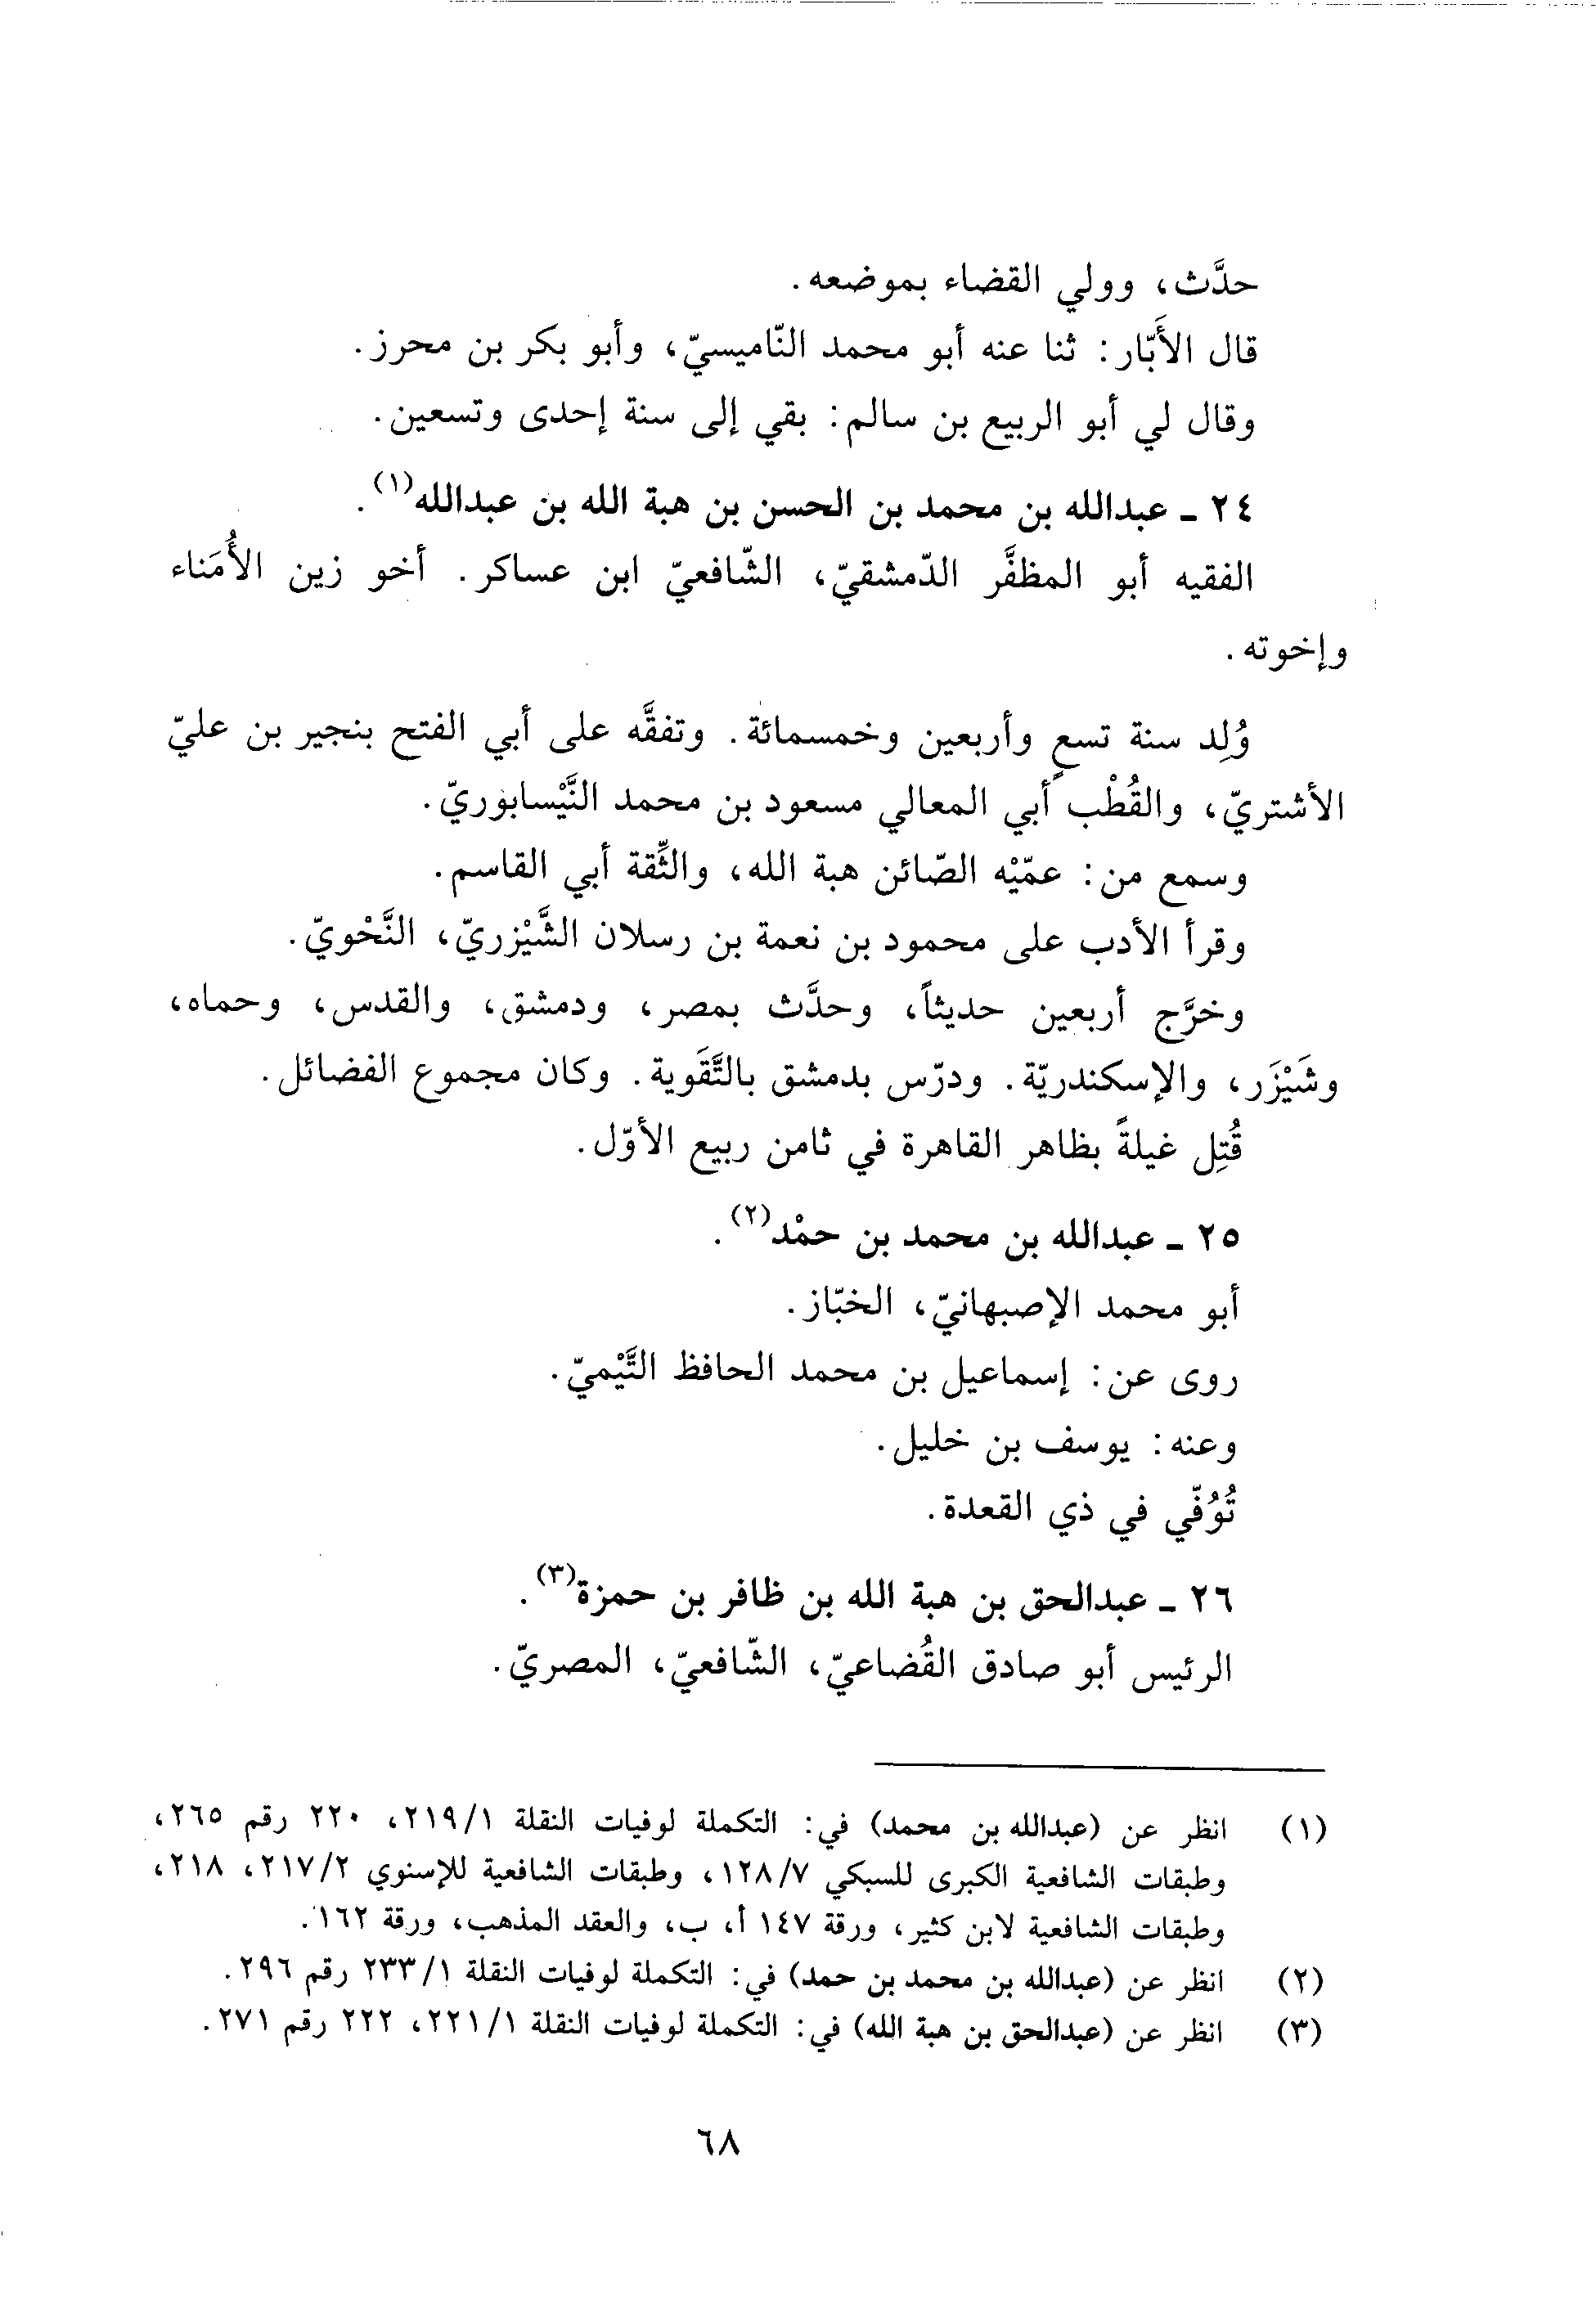 حدَّث، وولي القضاء بموضعه.
قال الأَبّار: ثنا عنه أبو محمد النّاميسيّ، وأبو بكر بن محرز.
وقال لي أبو الربيع بن سالم: بقي إلى سنة إحدى وتسعين.
٢٤ ـ عبدالله بن محمد بن الحسن بن هبة الله بن عبدالله(١).
الفقيه أبو المظفَّر الدّمشقيّ، الشّافعيّ ابن عساكر. أخو زين الأُمَناء
وإخوته.
وُلِد سنة تسعٍ وأربعين وخمسمائة. وتفقَّه على أبي الفتح بنجير بن عليّ
الأشتريّ، والقُطْب أبي المعالي مسعود بن محمد النَّيْسابوريّ.
وسمع من: عمّيْه الصّائن هبة الله، والثِّقة أبي القاسم.
وقرأ الأدب على محمود بن نعمة بن رسلان الشَّيْزريّ، النَّحْويّ.
وخرَّج أربعين حديثاً، وحدَّث بمصر، ودمشق، والقدس، وحماه،
وشَيْزَر، والإسكندريّة. ودرّس بدمشق بالتَّقَوية. وكان مجموع الفضائل.
قُتِل غيلةً بظاهر القاهرة في ثامن ربيع الأوّل.
٢٥ ـ عبدالله بن محمد بن حمْد(٢).
أبو محمد الإصبهانيّ، الخبّاز.
روى عن: إسماعيل بن محمد الحافظ التَّيْميّ.
وعنه: يوسف بن خليل.
تُوُفّي في ذي القعدة.
٢٦ ـ عبدالحق بن هبة الله بن ظافر بن حمزة(٣).
الرئيس أبو صادق القُضاعيّ، الشّافعيّ، المصريّ.
(١) انظر عن (عبدالله بن محمد) في: التكملة لوفيات النقلة ٢١٩/١، ٢٢٠ رقم ٢٦٥،
وطبقات الشافعية الكبرى للسبكي ١٢٨/٧، وطبقات الشافعية للإسنوي ٢١٧/٢، ٢١٨،
وطبقات الشافعية لابن كثير، ورقة ١٤٧ أ، ب، والعقد المذهب، ورقة ١٦٢.
(٢) انظر عن (عبدالله بن محمد بن حمد) في: التكملة لوفيات النقلة ٢٣٣/١ رقم ٢٩٦.
(٣) انظر عن (عبدالحق بن هبة الله) في: التكملة لوفيات النقلة ٢٢١/١، ٢٢٢ رقم ٢٧١.
٦٨